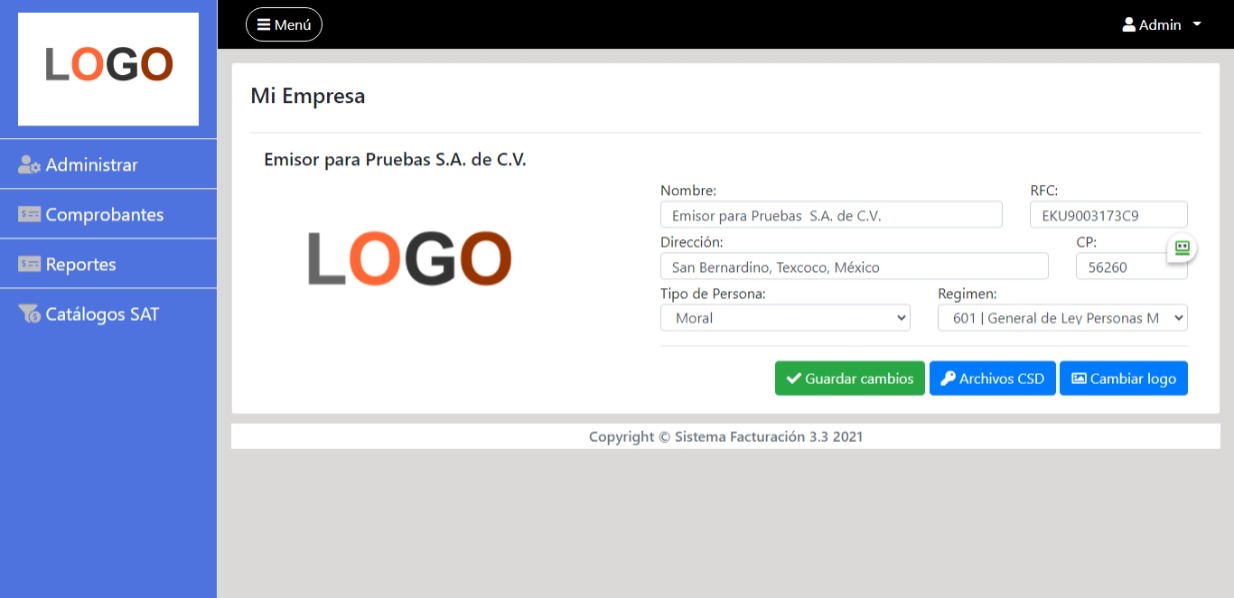 LOGO
Menú
Admin
Administrar
Comprobantes
Reportes
Catálogos SAT
Mi Empresa
Emisor para Pruebas S.A. de C.V.
LOGO
Nombre:
RFC:
Emisor para Pruebas  S.A. de C.V.
EKU9003173C9
Dirección:
CP:
San Bernardino, Texcoco, México
56260
Tipo de Persona:
Regimen:
Moral
601 | General de Ley Personas M
Guardar cambios
Archivos CSD
Cambiar logo
Copyright © Sistema Facturación 3.3 2021